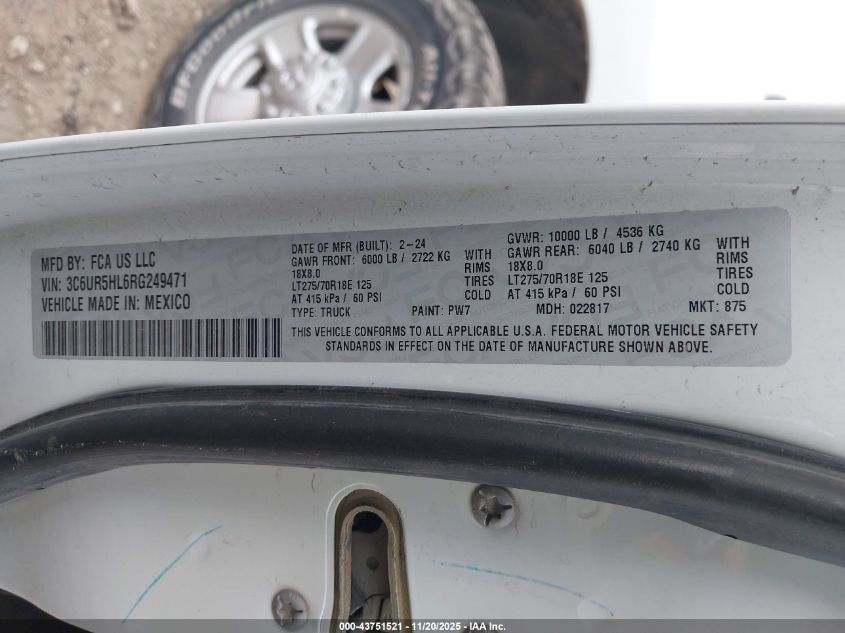 BFGoodrich
MFD BY: FCA US LLC
VIN: 3C6UR5HL6RG249471
VEHICLE MADE IN: MEXICO
DATE OF MFR (BUILT): 2-24
GAWR FRONT: 6000 LB / 2722 KG WITH
18X8.0 RIMS
LT275/70R18E 125 TIRES
AT 415 kPa / 60 PSI COLD
TYPE: TRUCK PAINT: PW7
GVWR: 10000 LB / 4536 KG
GAWR REAR: 6040 LB / 2740 KG WITH
18X8.0 RIMS
LT275/70R18E 125 TIRES
AT 415 kPa / 60 PSI COLD
MDH: 022817 MKT: 875
THIS VEHICLE CONFORMS TO ALL APPLICABLE U.S.A. FEDERAL MOTOR VEHICLE SAFETY
STANDARDS IN EFFECT ON THE DATE OF MANUFACTURE SHOWN ABOVE.
000-43751521 - 11/20/2025 - IAA Inc.